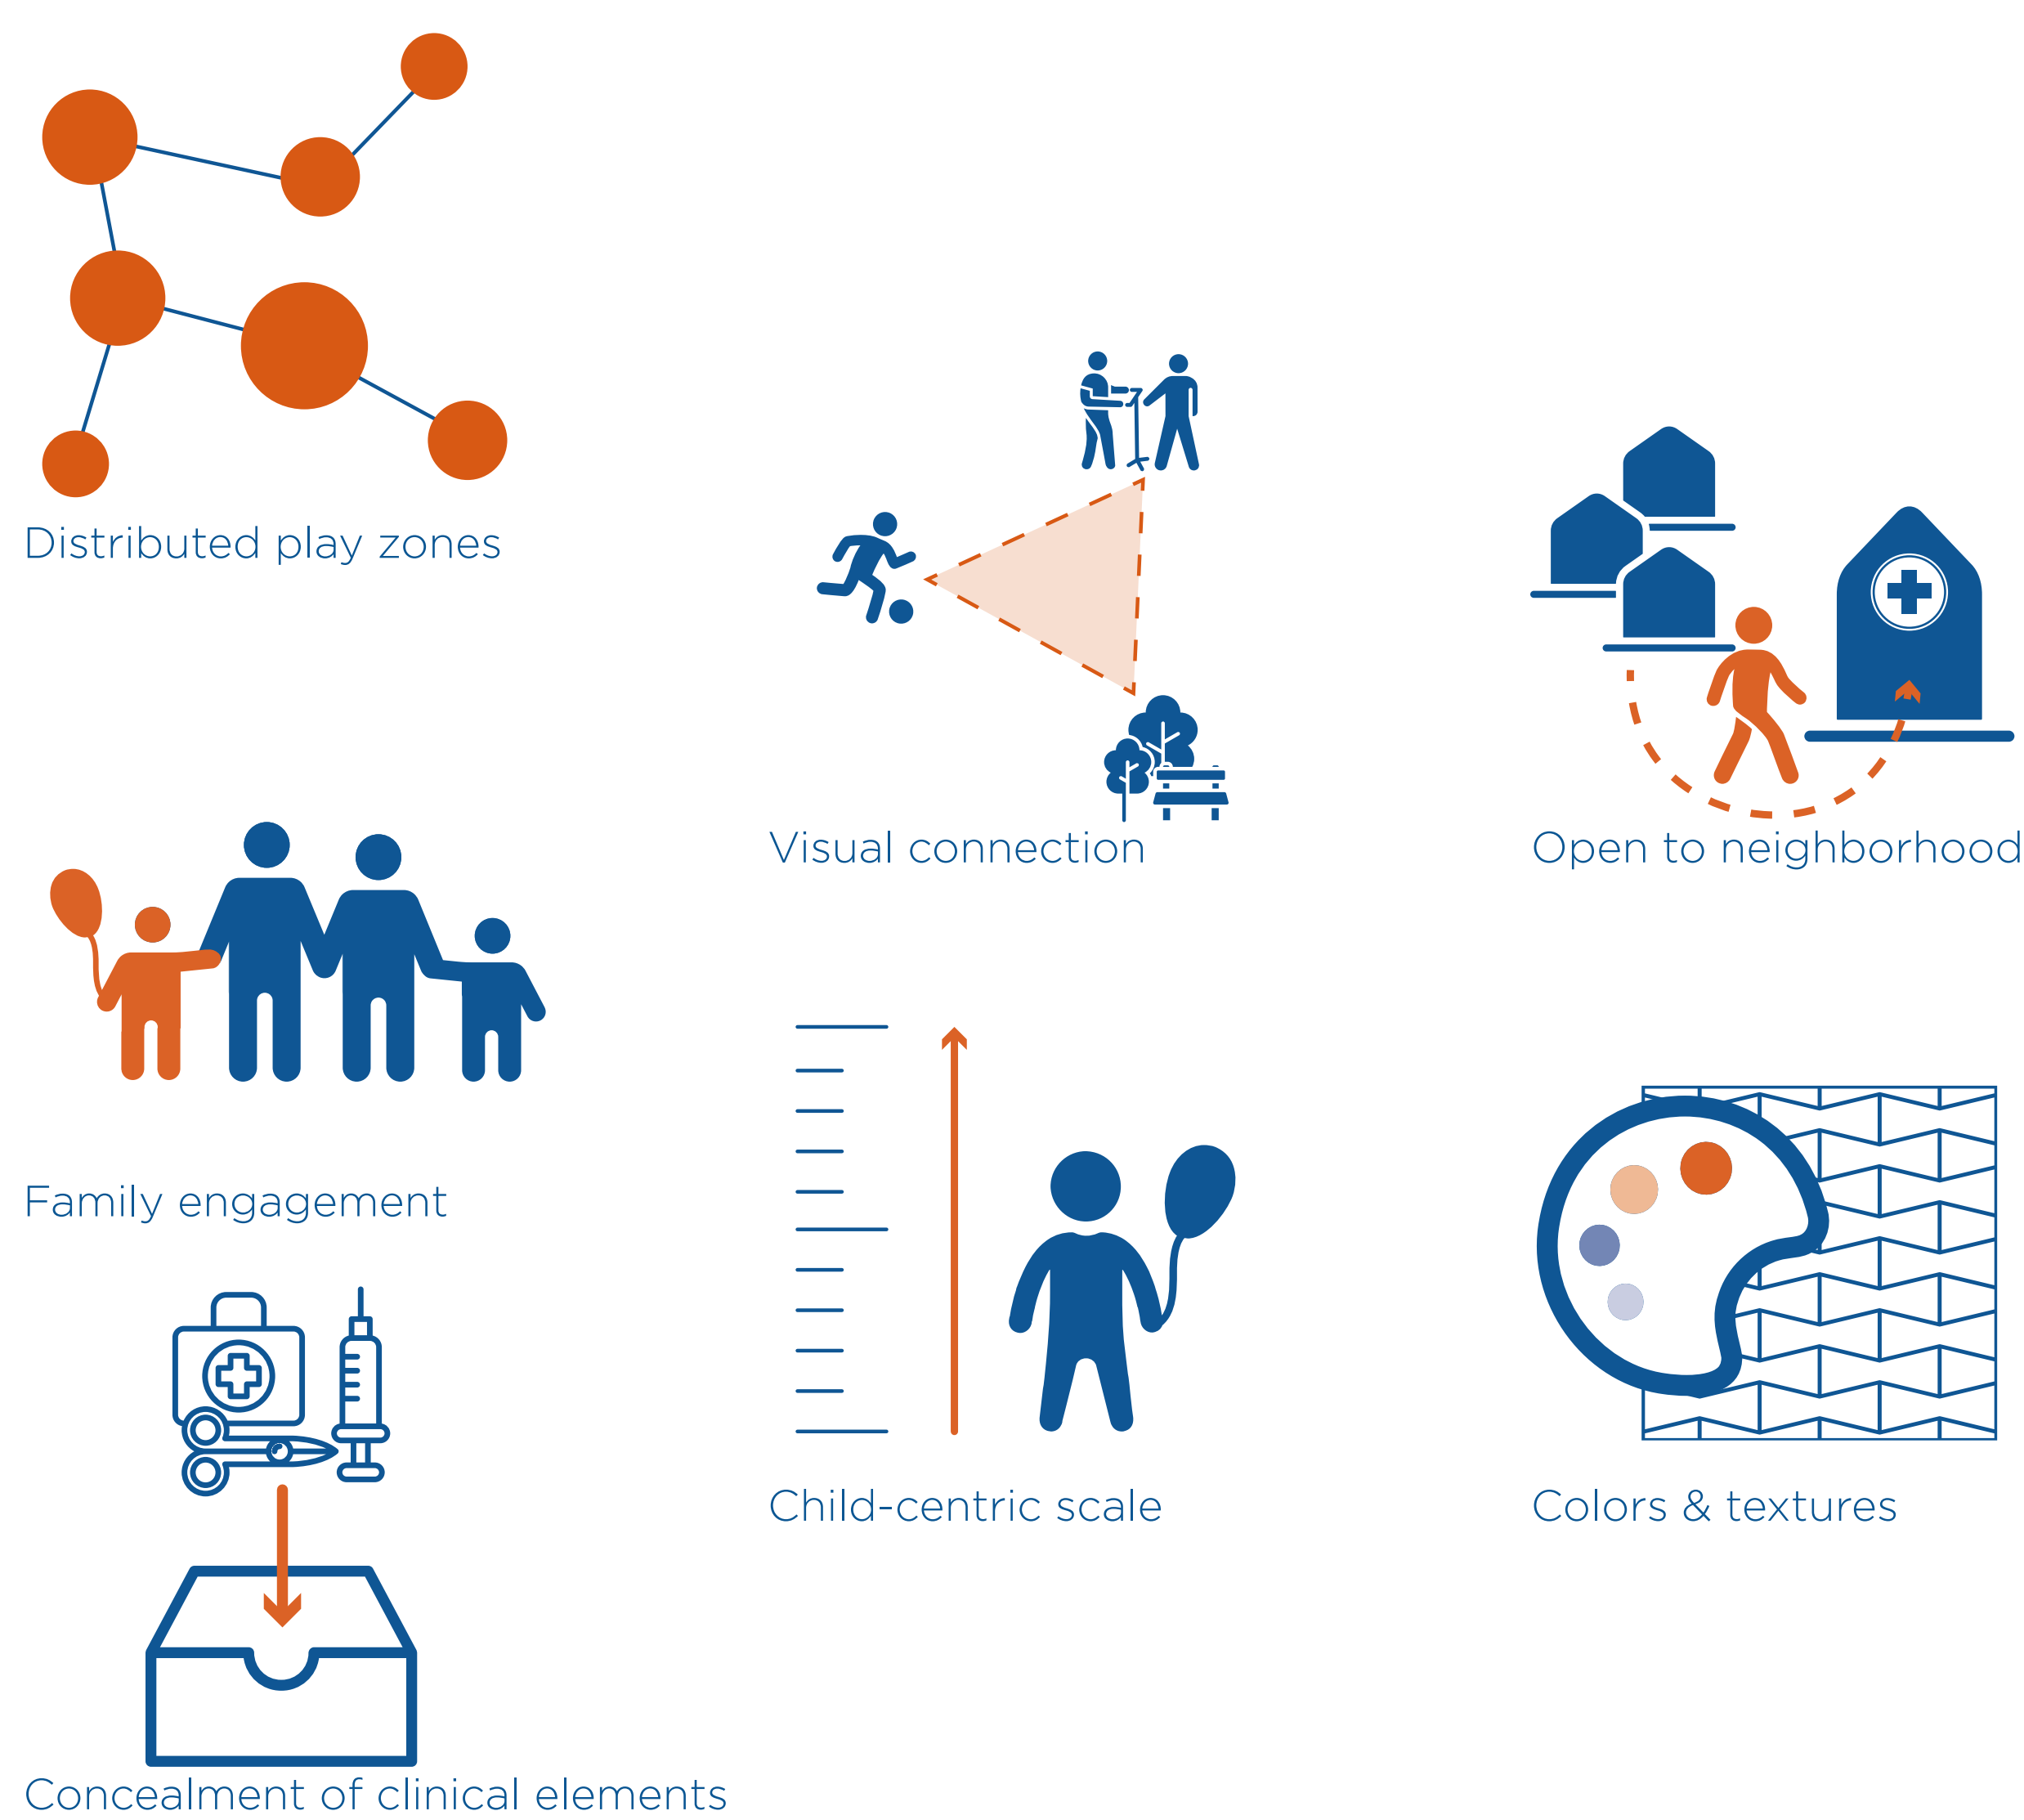 Distributed play zones
Visual connection
Open to neighborhood
Family engagement
Child-centric scale
Colors & textures
Concealment of clinical elements